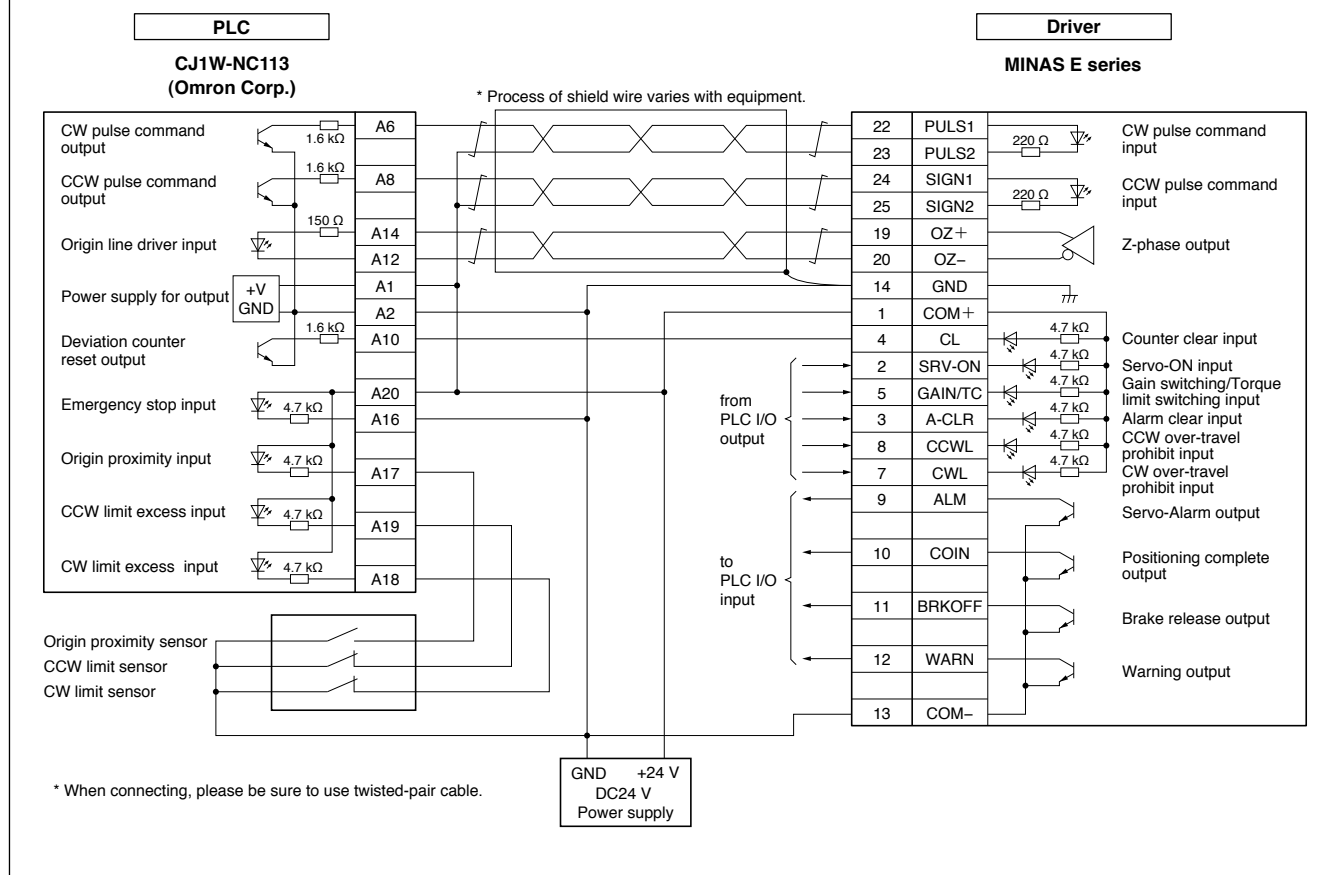 PLC
Driver
CJ1W-NC113
(Omron Corp.)
MINAS E series
* Process of shield wire varies with equipment.
CW pulse command
output
1.6 kΩ
A6
CCW pulse command
output
1.6 kΩ
A8
Origin line driver input
150 Ω
A14
A12
Power supply for output
+V
GND
A1
A2
Deviation counter
reset output
1.6 kΩ
A10
Emergency stop input
4.7 kΩ
A20
A16
Origin proximity input
4.7 kΩ
A17
CCW limit excess input
4.7 kΩ
A19
CW limit excess input
4.7 kΩ
A18
Origin proximity sensor
CCW limit sensor
CW limit sensor
from
PLC I/O
output
to
PLC I/O
input
22 PULS1
23 PULS2
220 Ω
CW pulse command
input
24 SIGN1
25 SIGN2
220 Ω
CCW pulse command
input
19 OZ+
20 OZ−
Z-phase output
14 GND
1 COM+
4 CL
4.7 kΩ
Counter clear input
2 SRV-ON
4.7 kΩ
Servo-ON input
5 GAIN/TC
4.7 kΩ
Gain switching/Torque
limit switching input
3 A-CLR
4.7 kΩ
Alarm clear input
8 CCWL
4.7 kΩ
CCW over-travel
prohibit input
7 CWL
4.7 kΩ
CW over-travel
prohibit input
9 ALM
Servo-Alarm output
10 COIN
Positioning complete
output
11 BRKOFF
Brake release output
12 WARN
Warning output
13 COM−
GND +24 V
DC24 V
Power supply
* When connecting, please be sure to use twisted-pair cable.